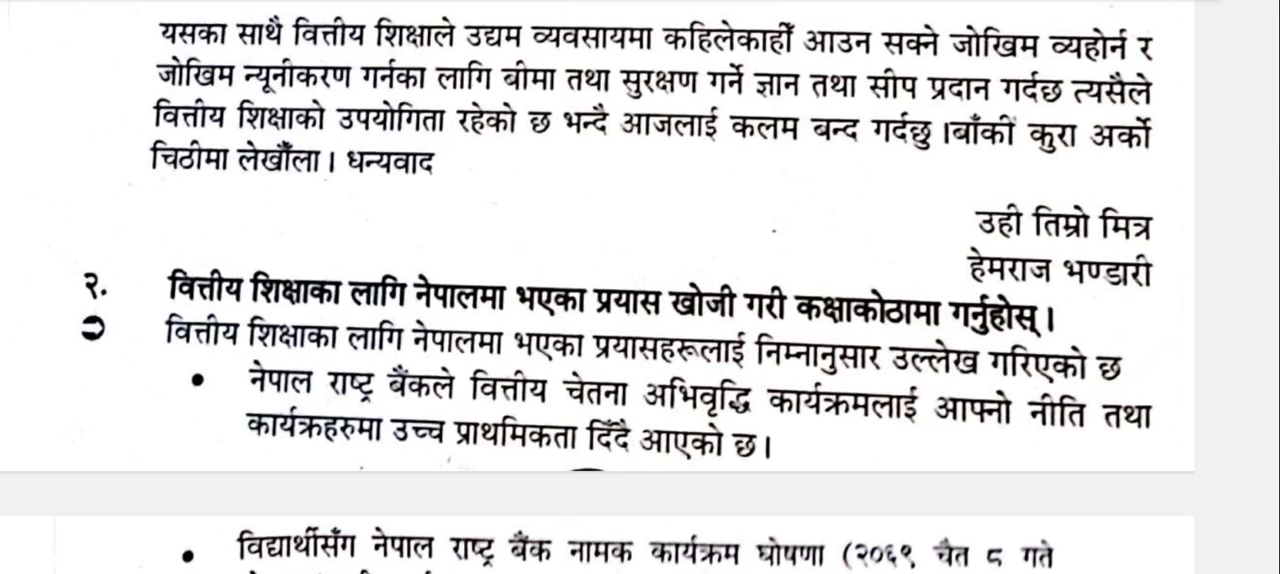 यसका साथै वित्तीय शिक्षाले उद्यम व्यवसायमा कहिलेकाहीँ आउन सक्ने जोखिम व्यहोर्न र
जोखिम न्यूनीकरण गर्नका लागि बीमा तथा सुरक्षण गर्ने ज्ञान तथा सीप प्रदान गर्दछ त्यसैले
वित्तीय शिक्षाको उपयोगिता रहेको छ भन्दै आजलाई कलम बन्द गर्दछु ।बाँकी कुरा अर्को
चिठीमा लेखौँला। धन्यवाद
उही तिम्रो मित्र
हेमराज भण्डारी
२. वित्तीय शिक्षाका लागि नेपालमा भएका प्रयास खोजी गरी कक्षाकोठामा गर्नुहोस्।
वित्तीय शिक्षाका लागि नेपालमा भएका प्रयासहरूलाई निम्नानुसार उल्लेख गरिएको छ
• नेपाल राष्ट्र बैंकले वित्तीय चेतना अभिवृद्धि कार्यक्रमलाई आफ्नो नीति तथा
कार्यक्रहरुमा उच्च प्राथमिकता दिँदै आएको छ।
• विद्यार्थीसँग नेपाल राष्ट्र बैंक नामक कार्यक्रम घोषणा (२०६९ चैत ८ गते